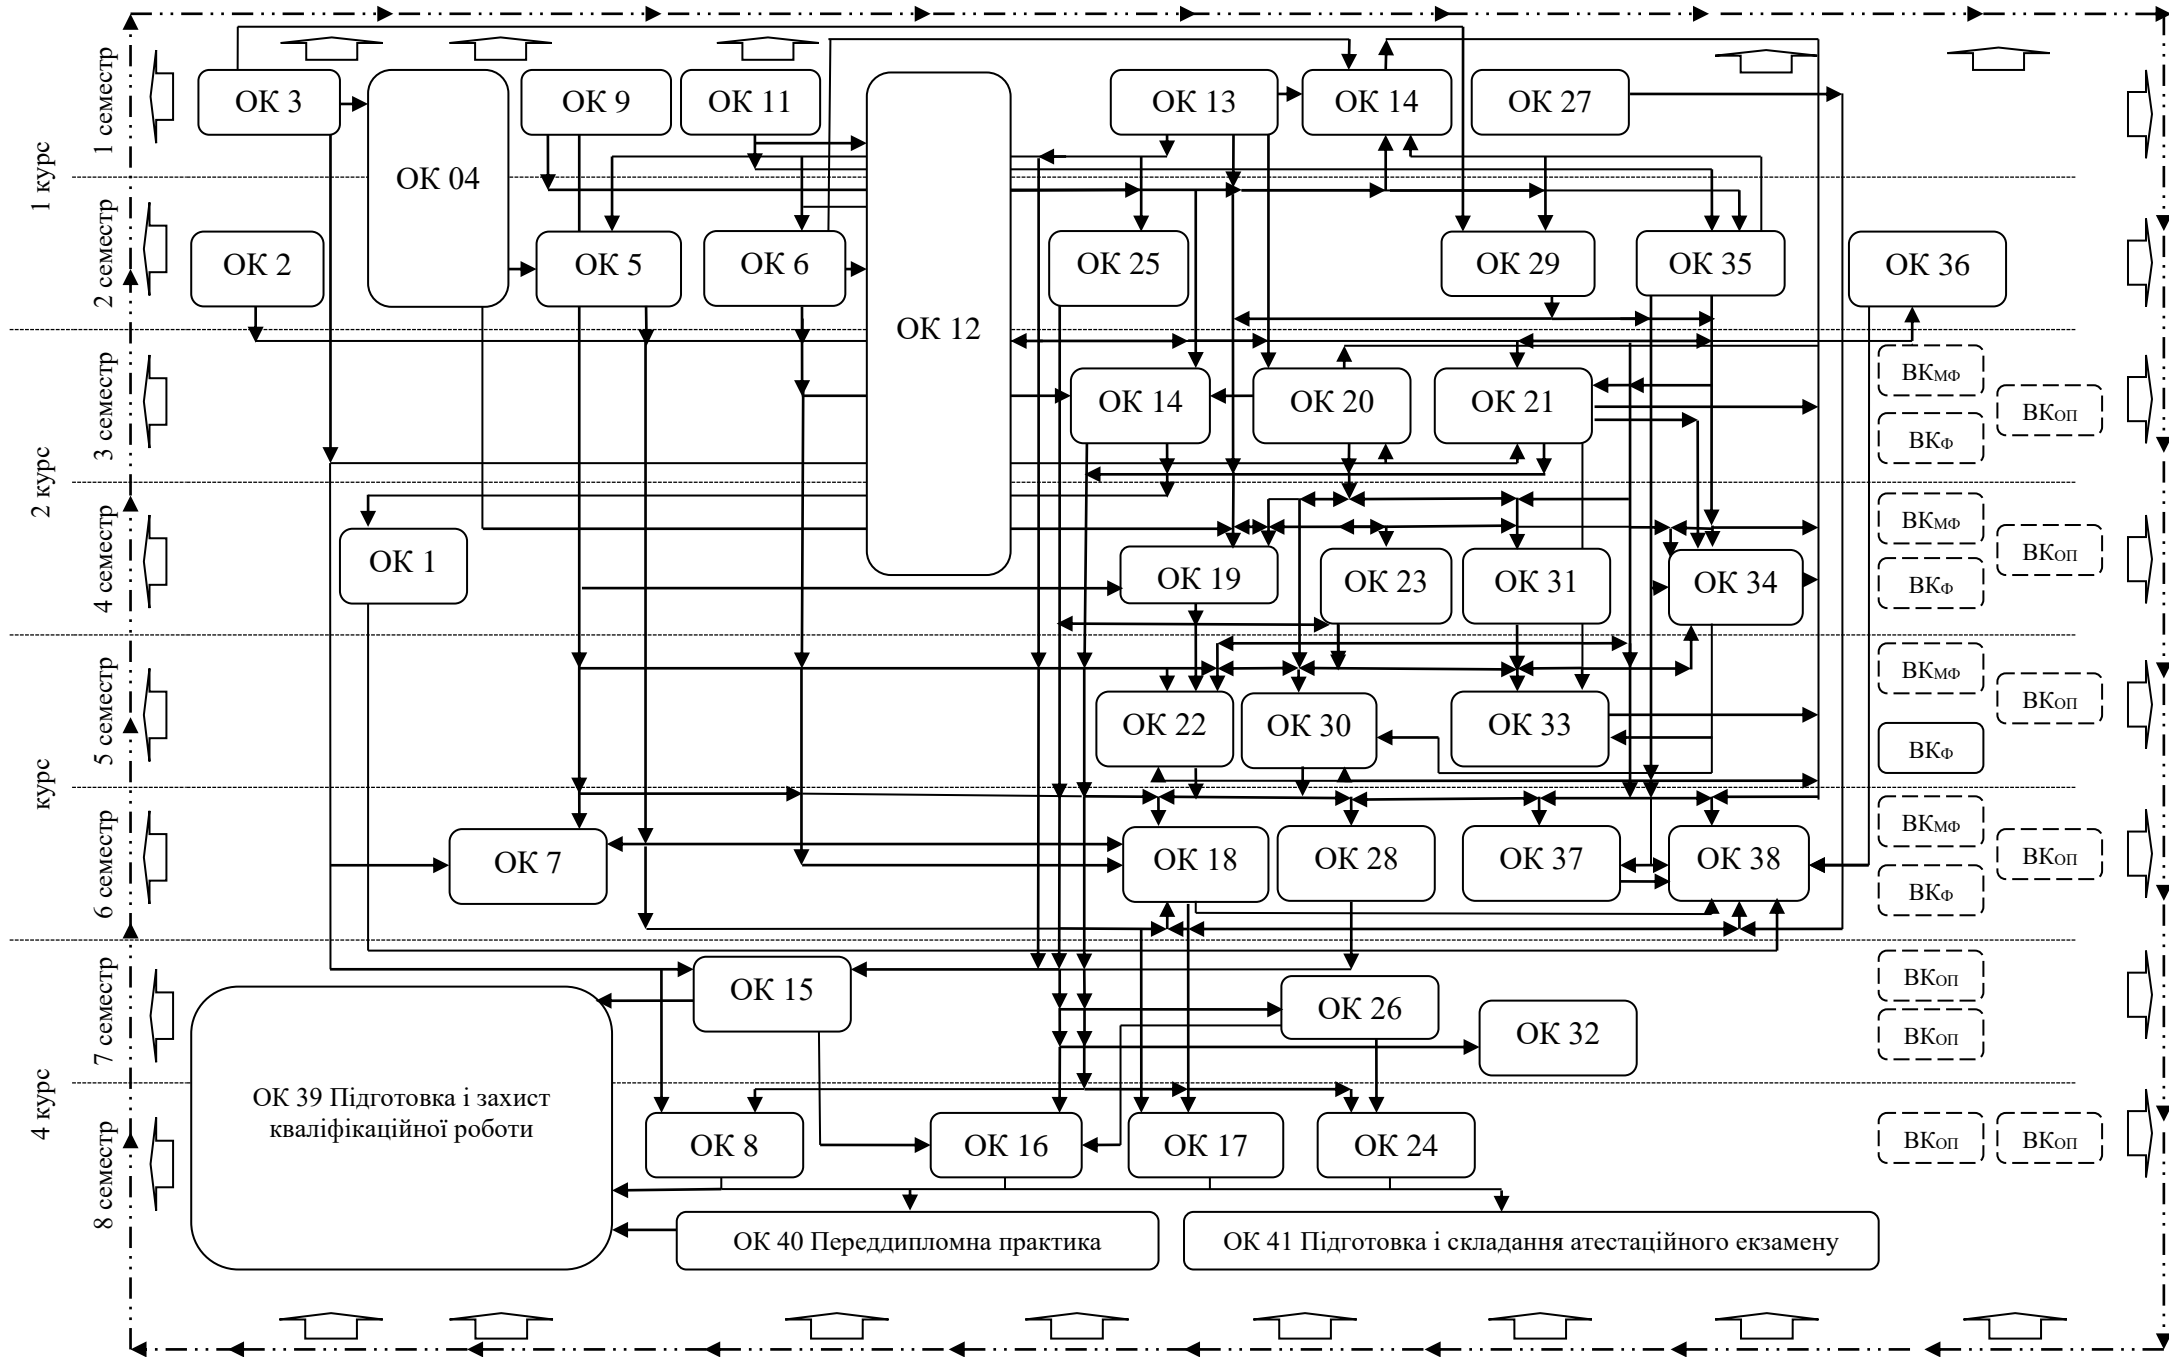 1 курс
1 семестр
ОК 3
ОК 04
ОК 9
ОК 11
ОК 12
ОК 13
ОК 14
ОК 27
2 семестр
ОК 2
ОК 5
ОК 6
ОК 25
ОК 29
ОК 35
ОК 36
2 курс
3 семестр
ОК 14
ОК 20
ОК 21
ВКМФ
ВКОП
ВКФ
4 семестр
ОК 1
ОК 19
ОК 23
ОК 31
ОК 34
ВКМФ
ВКОП
ВКФ
курс
5 семестр
ОК 22
ОК 30
ОК 33
ВКМФ
ВКОП
ВКФ
6 семестр
ОК 7
ОК 18
ОК 28
ОК 37
ОК 38
ВКМФ
ВКОП
ВКФ
4 курс
7 семестр
ОК 15
ОК 26
ОК 32
ВКОП
ВКОП
8 семестр
ОК 39 Підготовка і захист
кваліфікаційної роботи
ОК 8
ОК 16
ОК 17
ОК 24
ВКОП
ВКОП
ОК 40 Переддипломна практика
ОК 41 Підготовка і складання атестаційного екзамену